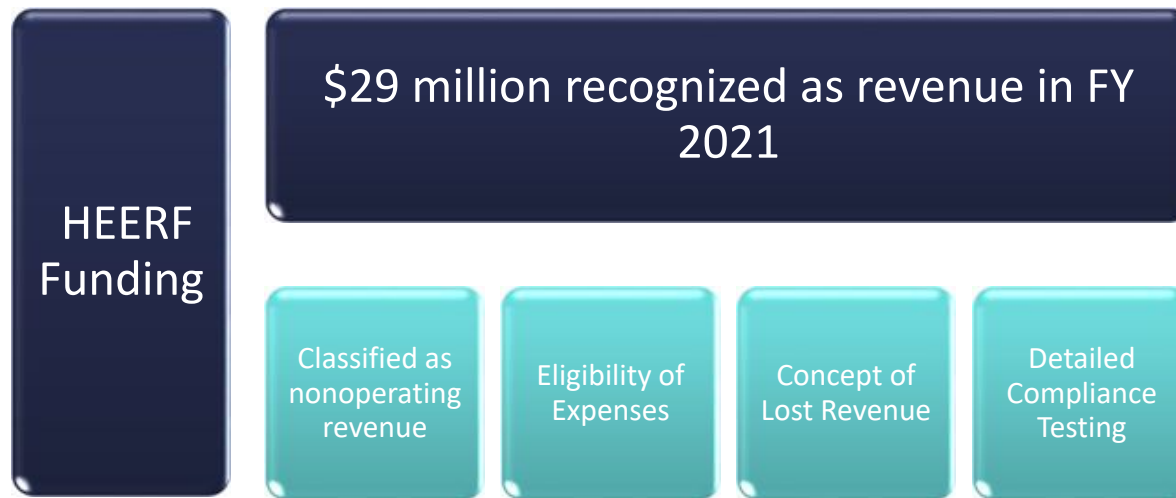 HEERF
Funding
$29 million recognized as revenue in FY
2021
Classified as
nonoperating
revenue
Eligibility of
Expenses
Concept of
Lost Revenue
Detailed
Compliance
Testing